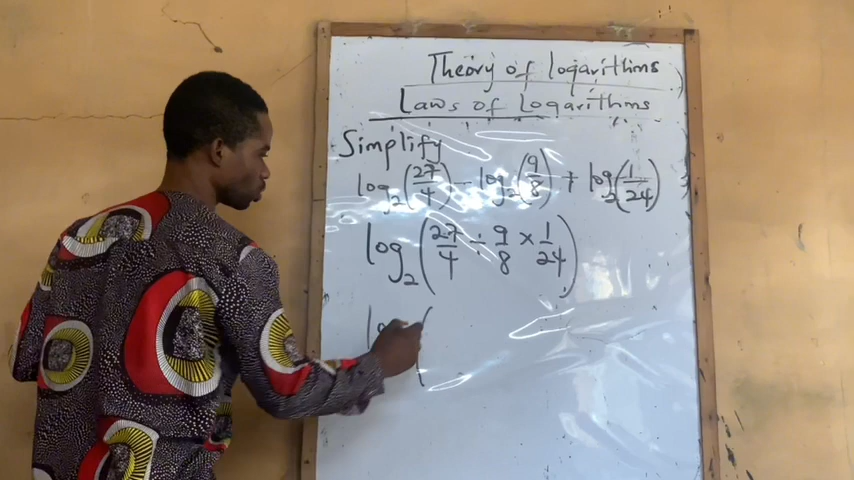 Theory of logarithms
Laws of Logarithms
Simplify
log₂(27/4) - log₂(9/8) + log₂(1/24)
log₂(27/4 ÷ 9/8 × 1/24)
log (